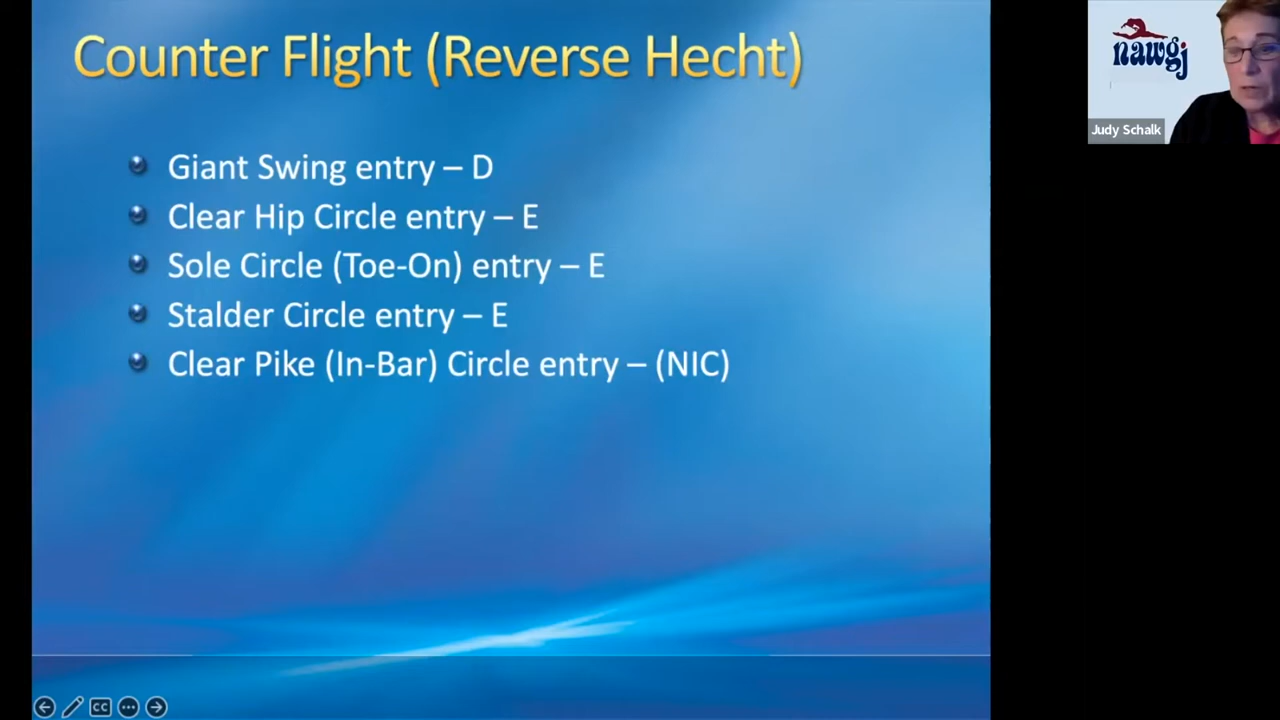 Counter Flight (Reverse Hecht)
Giant Swing entry – D
Clear Hip Circle entry – E
Sole Circle (Toe-On) entry – E
Stalder Circle entry – E
Clear Pike (In-Bar) Circle entry – (NIC)
nawgj
Judy Schalk
CC